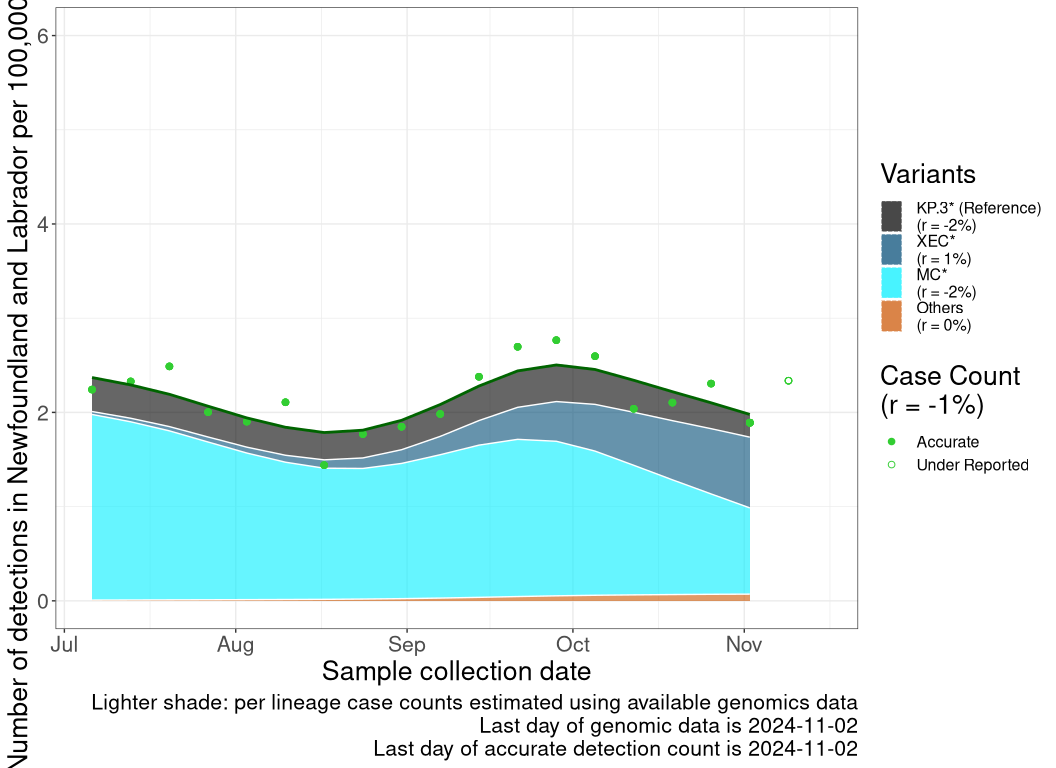 Number of detections in Newfoundland and Labrador per 100,000
6
4
2
0
Jul Aug Sep Oct Nov
Sample collection date
Lighter shade: per lineage case counts estimated using available genomics data
Last day of genomic data is 2024-11-02
Last day of accurate detection count is 2024-11-02
Variants
KP.3* (Reference)
(r = -2%)
XEC*
(r = 1%)
MC*
(r = -2%)
Others
(r = 0%)
Case Count
(r = -1%)
Accurate
Under Reported